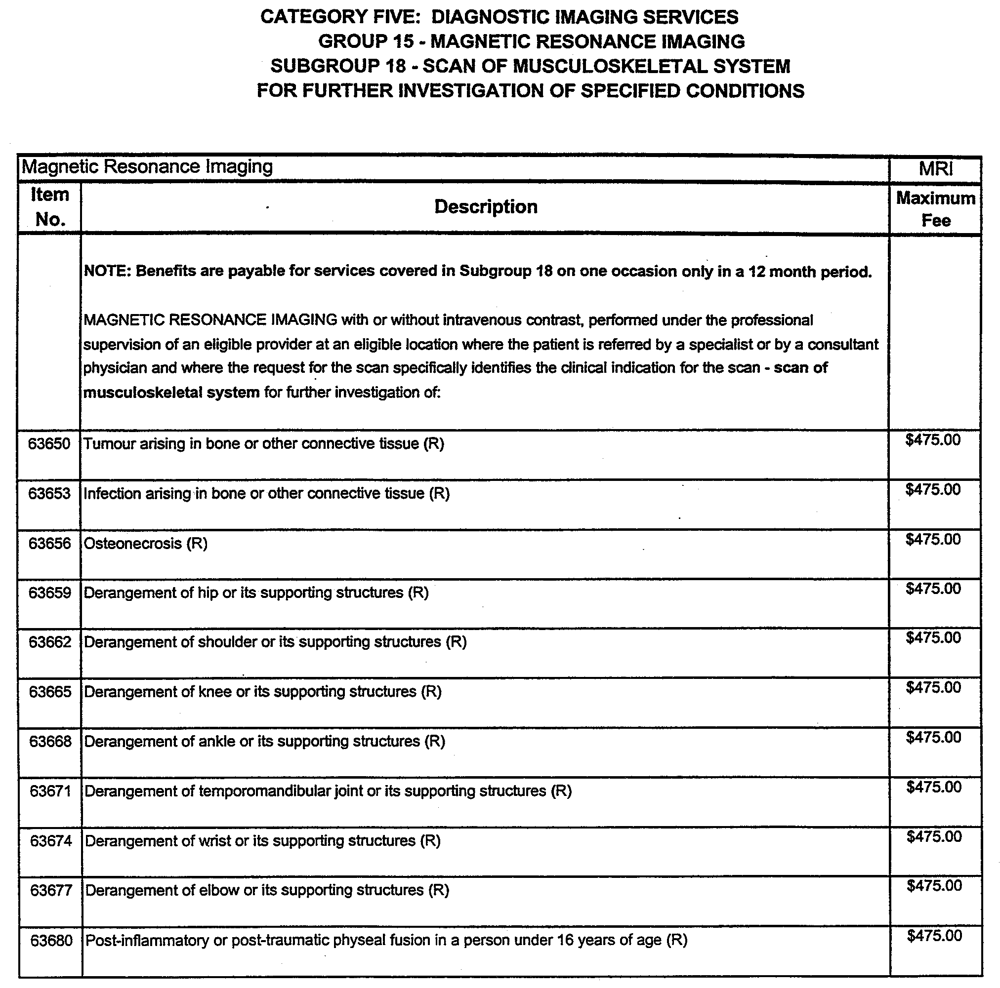 CATEGORY FIVE: DIAGNOSTIC IMAGING SERVICES
GROUP 15 - MAGNETIC RESONANCE IMAGING
SUBGROUP 18 - SCAN OF MUSCULOSKELETAL SYSTEM
FOR FURTHER INVESTIGATION OF SPECIFIED CONDITIONS
Magnetic Resonance Imaging MRI
Item No. Description Maximum Fee
NOTE: Benefits are payable for services covered in Subgroup 18 on one occasion only in a 12 month period.
MAGNETIC RESONANCE IMAGING with or without intravenous contrast, performed under the professional
supervision of an eligible provider at an eligible location where the patient is referred by a specialist or by a consultant
physician and where the request for the scan specifically identifies the clinical indication for the scan - scan of
musculoskeletal system for further investigation of:
63650 Tumour arising in bone or other connective tissue (R) $475.00
63653 Infection arising in bone or other connective tissue (R) $475.00
63656 Osteonecrosis (R) $475.00
63659 Derangement of hip or its supporting structures (R) $475.00
63662 Derangement of shoulder or its supporting structures (R) $475.00
63665 Derangement of knee or its supporting structures (R) $475.00
63668 Derangement of ankle or its supporting structures (R) $475.00
63671 Derangement of temporomandibular joint or its supporting structures (R) $475.00
63674 Derangement of wrist or its supporting structures (R) $475.00
63677 Derangement of elbow or its supporting structures (R) $475.00
63680 Post-inflammatory or post-traumatic physeal fusion in a person under 16 years of age (R) $475.00